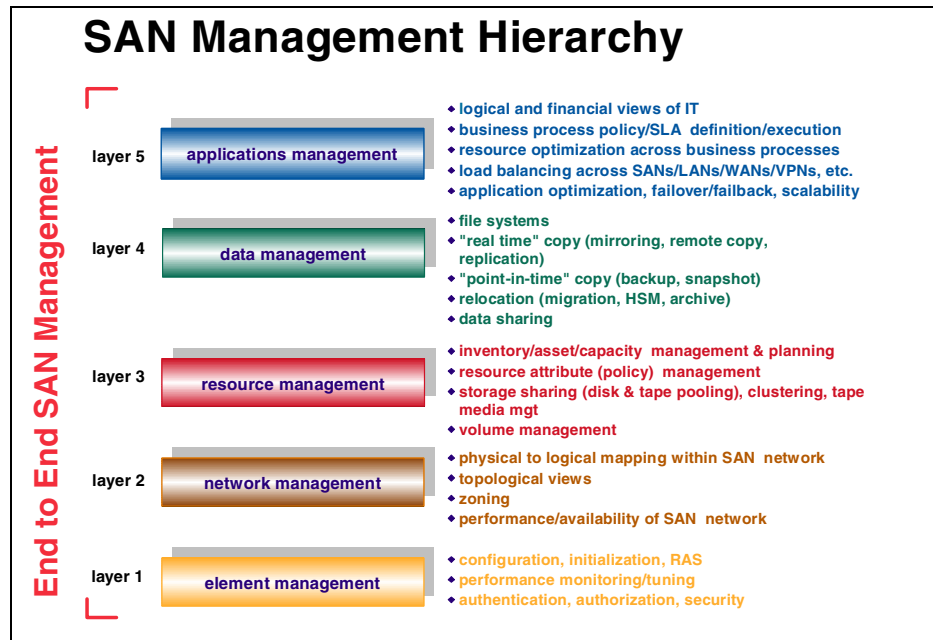 SAN Management Hierarchy
End to End SAN Management
layer 5
applications management
logical and financial views of IT
business process policy/SLA definition/execution
resource optimization across business processes
load balancing across SANs/LANs/WANs/VPNs, etc.
application optimization, failover/failback, scalability
layer 4
data management
file systems
"real time" copy (mirroring, remote copy,
replication)
"point-in-time" copy (backup, snapshot)
relocation (migration, HSM, archive)
data sharing
layer 3
resource management
inventory/asset/capacity management & planning
resource attribute (policy) management
storage sharing (disk & tape pooling), clustering, tape
media mgt
volume management
layer 2
network management
physical to logical mapping within SAN network
topological views
zoning
performance/availability of SAN network
layer 1
element management
configuration, initialization, RAS
performance monitoring/tuning
authentication, authorization, security